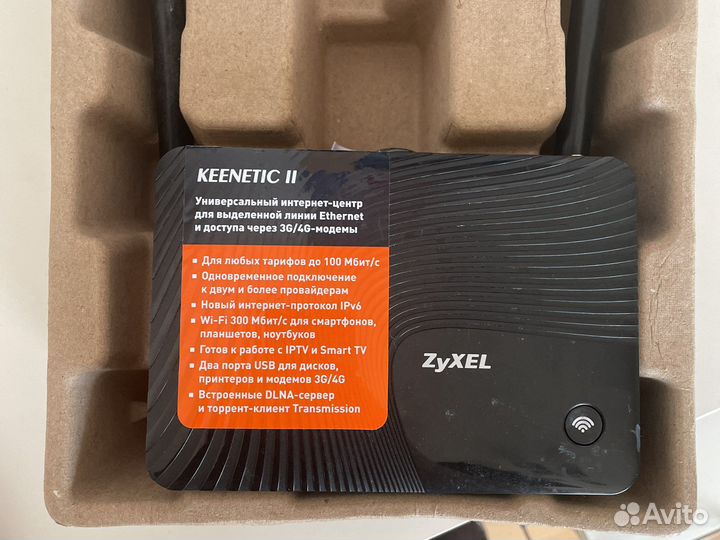 KEENETIC II
Универсальный интернет-центр
для выделенной линии Ethernet
и доступа через 3G/4G-модемы
▪ Для любых тарифов до 100 Мбит/с
▪ Одновременное подключение
к двум и более провайдерам
▪ Новый интернет-протокол IPv6
▪ Wi-Fi 300 Мбит/с для смартфонов,
планшетов, ноутбуков
▪ Готов к работе с IPTV и Smart TV
▪ Два порта USB для дисков,
принтеров и модемов 3G/4G
▪ Встроенные DLNA-сервер
и торрент-клиент Transmission
ZyXEL
Avito